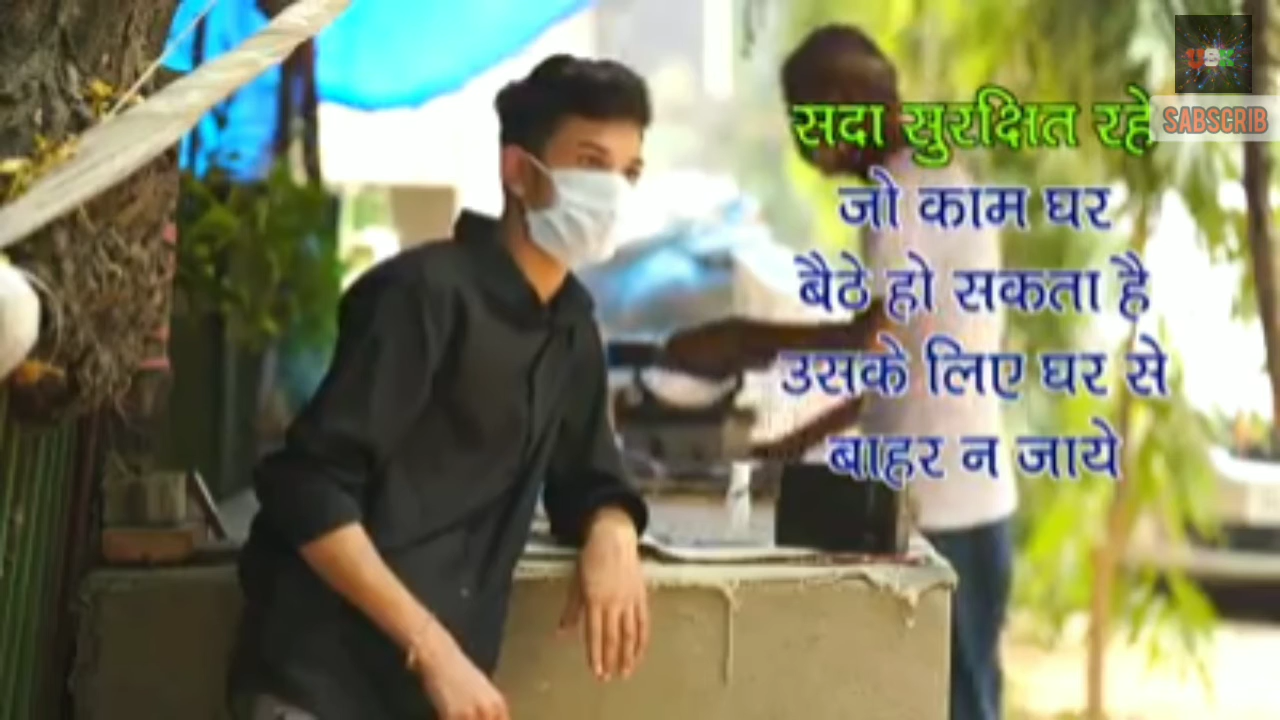 सदा सुरक्षित रहे
जो काम घर
बैठे हो सकता है
उसके लिए घर से
बाहर न जाये
SABSCRIB